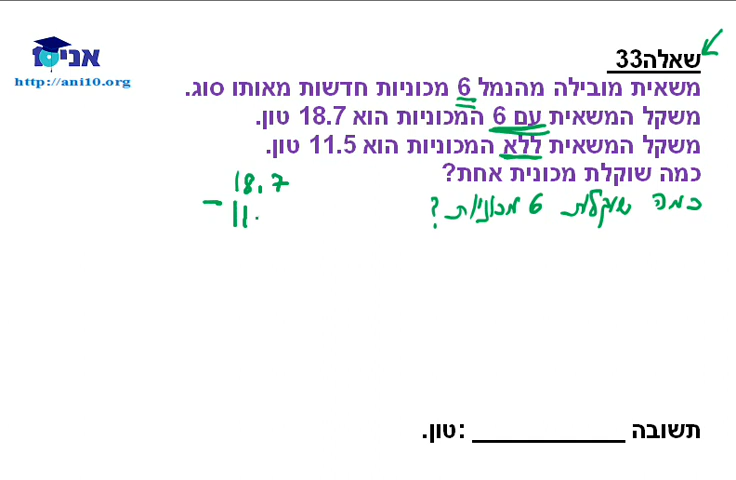 אני10
http://ani10.org
שאלה33
משאית מובילה מהנמל 6 מכוניות חדשות מאותו סוג.
משקל המשאית עם 6 המכוניות הוא 18.7 טון.
משקל המשאית ללא המכוניות הוא 11.5 טון.
כמה שוקלת מכונית אחת?
כמה שוקלת 6 מכוניות?
18.7
- 11.
תשובה _____________ :טון.